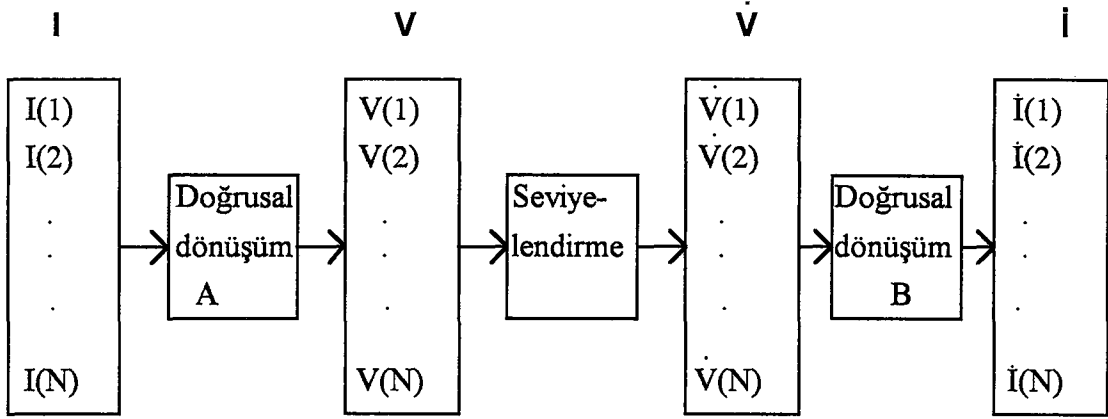 I V V̇ İ
I(1)
I(2)
.
.
.
I(N)
Doğrusal
dönüşüm
A
V(1)
V(2)
.
.
.
V(N)
Seviye-
lendirme
V̇(1)
V̇(2)
.
.
.
V̇(N)
Doğrusal
dönüşüm
B
İ(1)
İ(2)
.
.
.
İ(N)